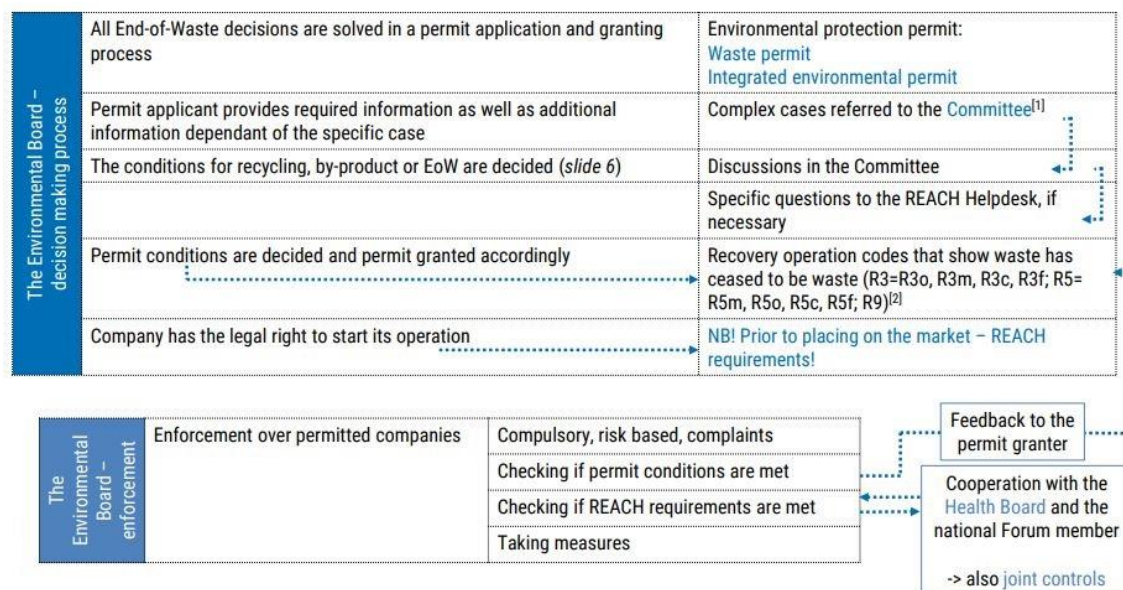 The Environmental Board –
decision making process
All End-of-Waste decisions are solved in a permit application and granting
process
Environmental protection permit:
Waste permit
Integrated environmental permit
Permit applicant provides required information as well as additional
information dependant of the specific case
Complex cases referred to the Committee[1]
The conditions for recycling, by-product or EoW are decided (slide 6)
Discussions in the Committee
Specific questions to the REACH Helpdesk, if
necessary
Permit conditions are decided and permit granted accordingly
Recovery operation codes that show waste has
ceased to be waste (R3=R3o, R3m, R3c, R3f; R5=
R5m, R5o, R5c, R5f; R9)[2]
Company has the legal right to start its operation
NB! Prior to placing on the market – REACH
requirements!
The
Environmental
Board –
enforcement
Enforcement over permitted companies
Compulsory, risk based, complaints
Checking if permit conditions are met
Checking if REACH requirements are met
Taking measures
Feedback to the
permit granter
Cooperation with the
Health Board and the
national Forum member
-> also joint controls